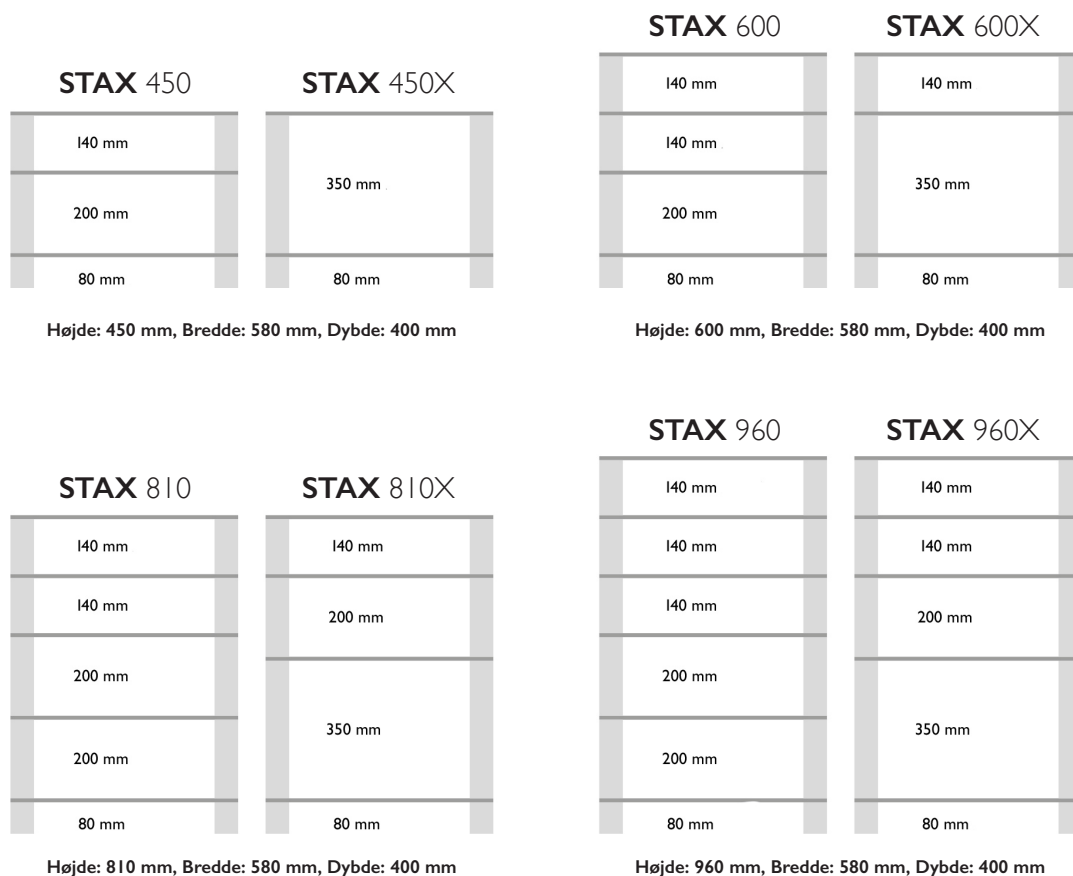 STAX 450
140 mm
200 mm
80 mm
STAX 450X
350 mm
80 mm
Højde: 450 mm, Bredde: 580 mm, Dybde: 400 mm
STAX 600
140 mm
140 mm
200 mm
80 mm
STAX 600X
140 mm
350 mm
80 mm
Højde: 600 mm, Bredde: 580 mm, Dybde: 400 mm
STAX 810
140 mm
140 mm
200 mm
200 mm
80 mm
STAX 810X
140 mm
200 mm
350 mm
80 mm
Højde: 810 mm, Bredde: 580 mm, Dybde: 400 mm
STAX 960
140 mm
140 mm
140 mm
200 mm
200 mm
80 mm
STAX 960X
140 mm
140 mm
200 mm
350 mm
80 mm
Højde: 960 mm, Bredde: 580 mm, Dybde: 400 mm